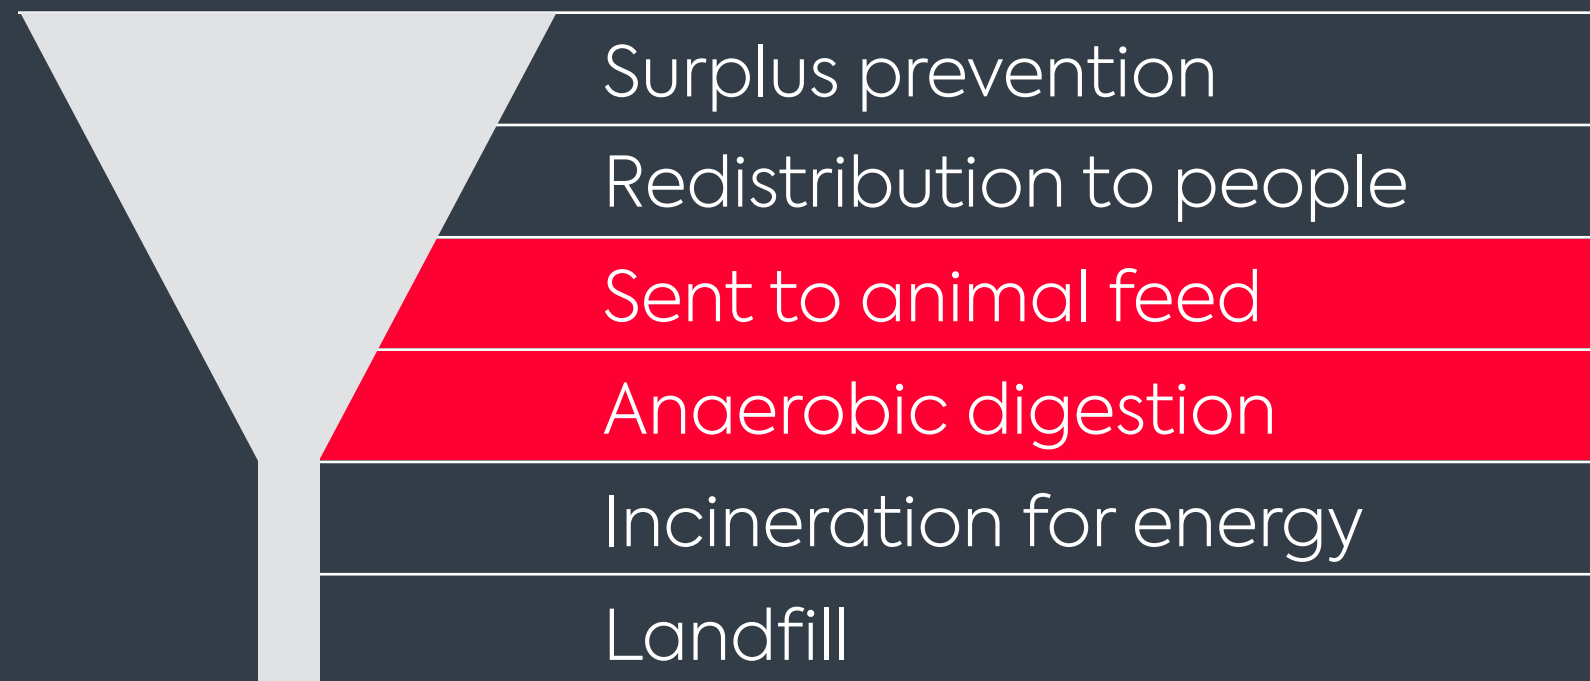 Surplus prevention
Redistribution to people
Sent to animal feed
Anaerobic digestion
Incineration for energy
Landfill